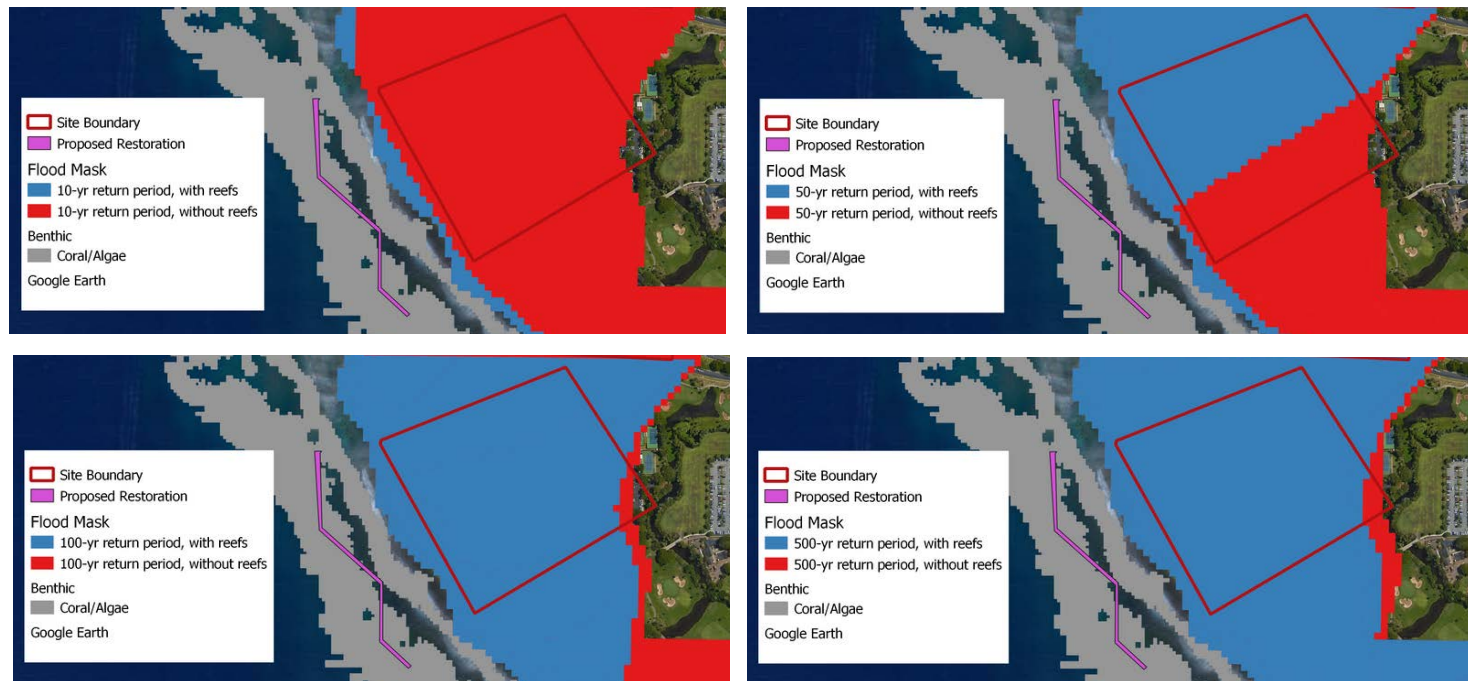 Site Boundary
Proposed Restoration
Flood Mask
10-yr return period, with reefs
10-yr return period, without reefs
Benthic
Coral/Algae
Google Earth
Site Boundary
Proposed Restoration
Flood Mask
50-yr return period, with reefs
50-yr return period, without reefs
Benthic
Coral/Algae
Google Earth
Site Boundary
Proposed Restoration
Flood Mask
100-yr return period, with reefs
100-yr return period, without reefs
Benthic
Coral/Algae
Google Earth
Site Boundary
Proposed Restoration
Flood Mask
500-yr return period, with reefs
500-yr return period, without reefs
Benthic
Coral/Algae
Google Earth